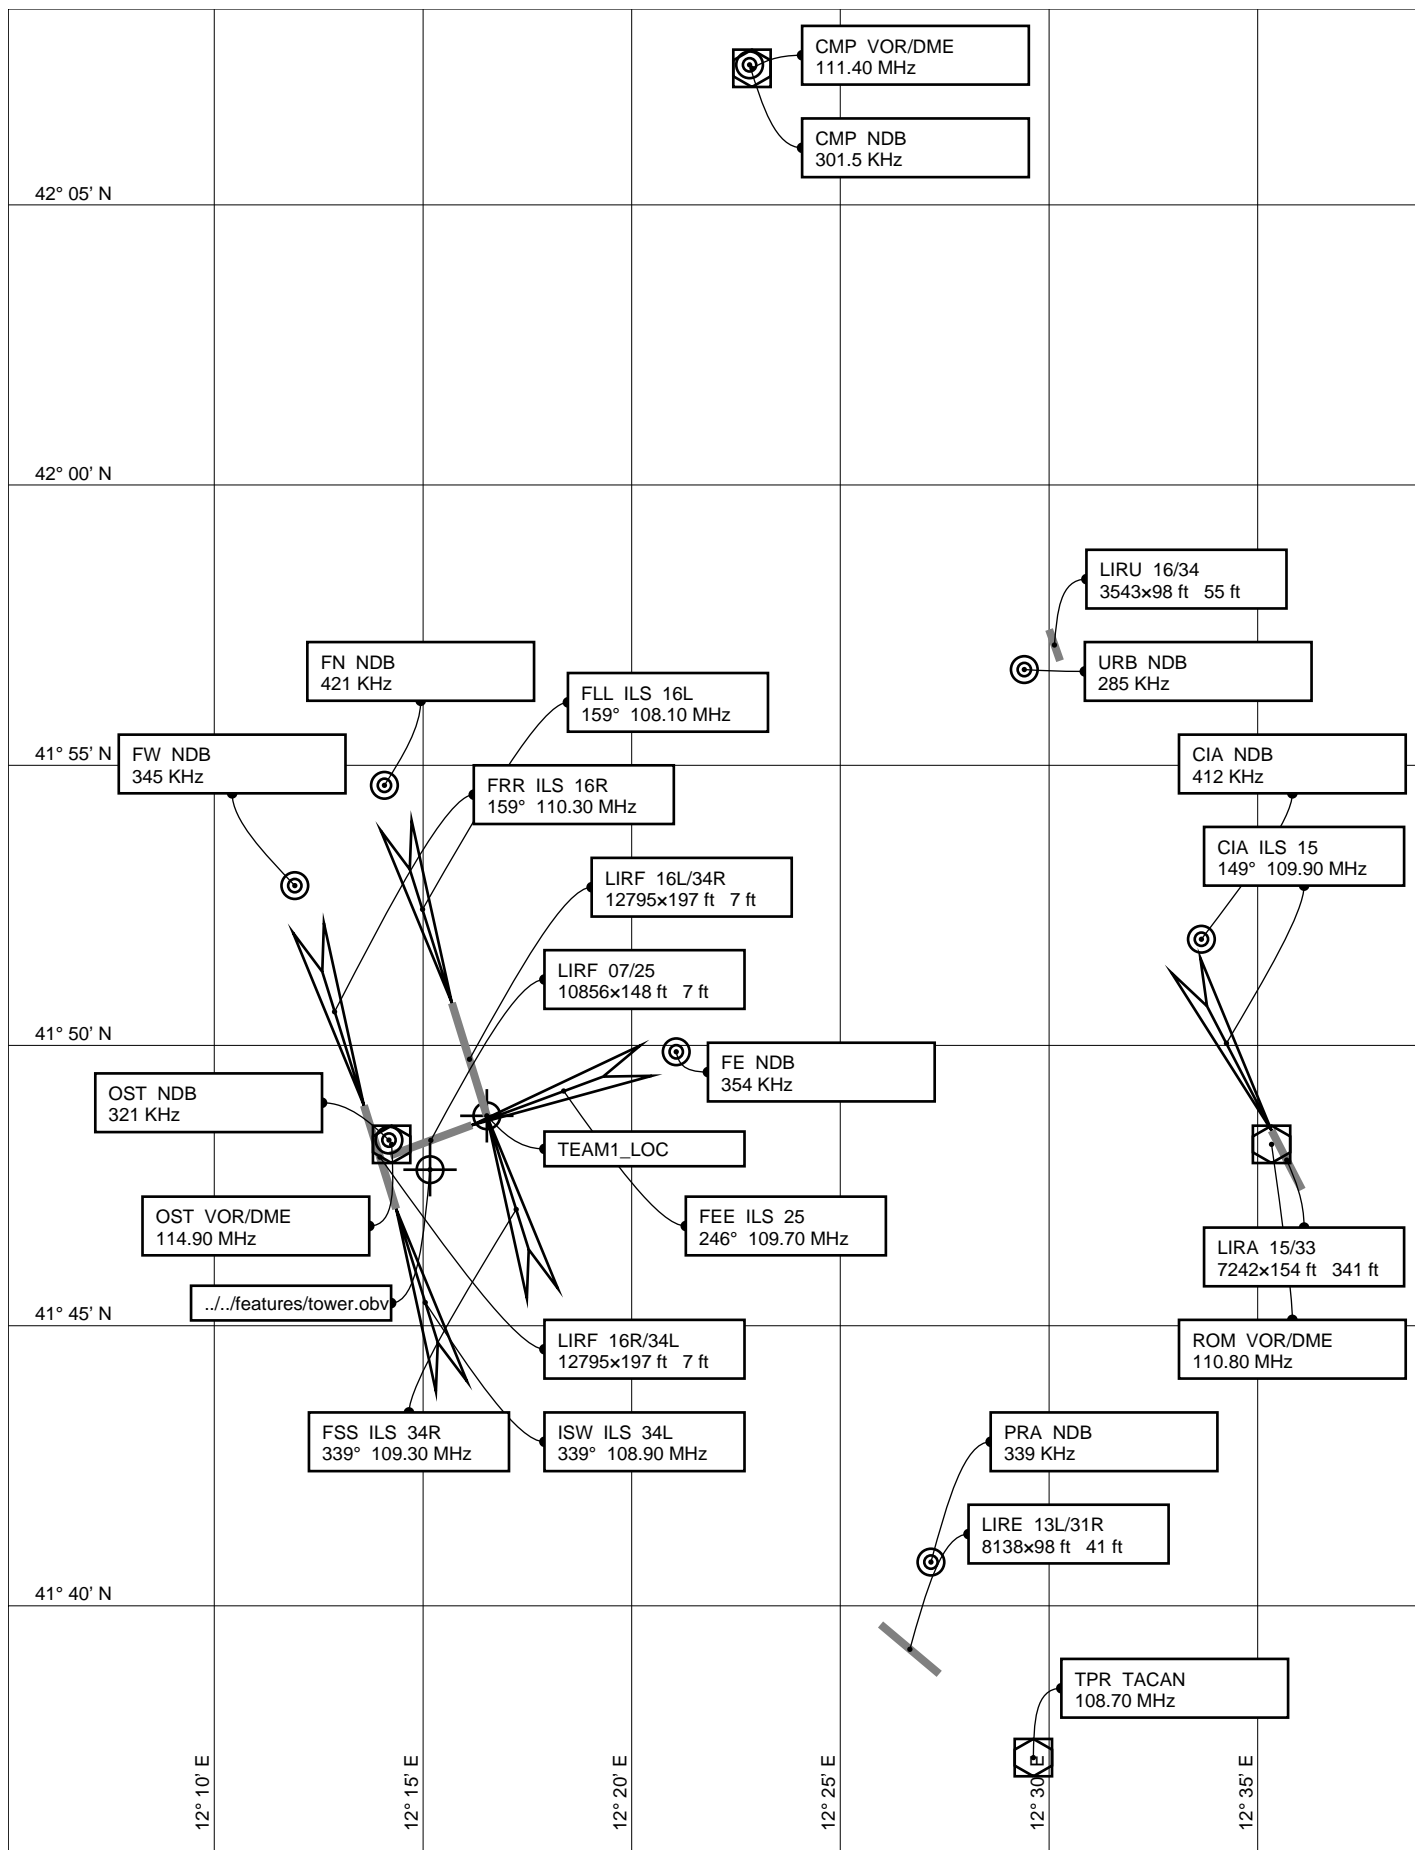 CMP VOR/DME
111.40 MHz
CMP NDB
301.5 KHz
42° 05' N
42° 00' N
LIRU 16/34
3543×98 ft 55 ft
FN NDB
421 KHz
URB NDB
285 KHz
FLL ILS 16L
159° 108.10 MHz
41° 55' N
FW NDB
345 KHz
CIA NDB
412 KHz
FRR ILS 16R
159° 110.30 MHz
CIA ILS 15
149° 109.90 MHz
LIRF 16L/34R
12795×197 ft 7 ft
LIRF 07/25
10856×148 ft 7 ft
41° 50' N
FE NDB
354 KHz
OST NDB
321 KHz
TEAM1_LOC
OST VOR/DME
114.90 MHz
FEE ILS 25
246° 109.70 MHz
LIRA 15/33
7242×154 ft 341 ft
../../features/tower.obv
41° 45' N
LIRF 16R/34L
12795×197 ft 7 ft
ROM VOR/DME
110.80 MHz
FSS ILS 34R
339° 109.30 MHz
ISW ILS 34L
339° 108.90 MHz
PRA NDB
339 KHz
LIRE 13L/31R
8138×98 ft 41 ft
41° 40' N
TPR TACAN
108.70 MHz
12° 10' E
12° 15' E
12° 20' E
12° 25' E
12° 30' E
12° 35' E